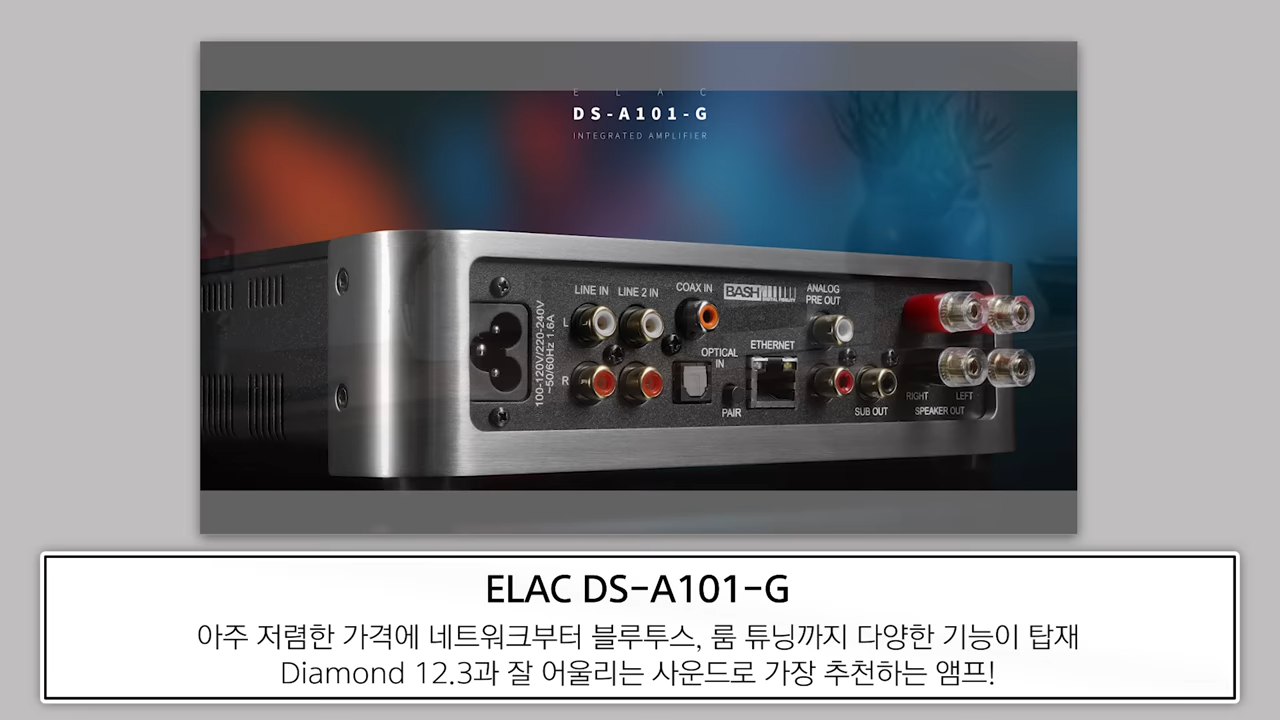 E L A C
DS-A101-G
INTEGRATED AMPLIFIER
LINE IN
LINE 2 IN
COAX IN
BASH
DIGITAL FIDELITY
ANALOG
PRE OUT
L
R
100-120V/220-240V
~50/60Hz 1.6A
OPTICAL
IN
ETHERNET
PAIR
SUB OUT
RIGHT
LEFT
SPEAKER OUT
ELAC DS-A101-G
아주 저렴한 가격에 네트워크부터 블루투스, 룸 튜닝까지 다양한 기능이 탑재
Diamond 12.3과 잘 어울리는 사운드로 가장 추천하는 앰프!